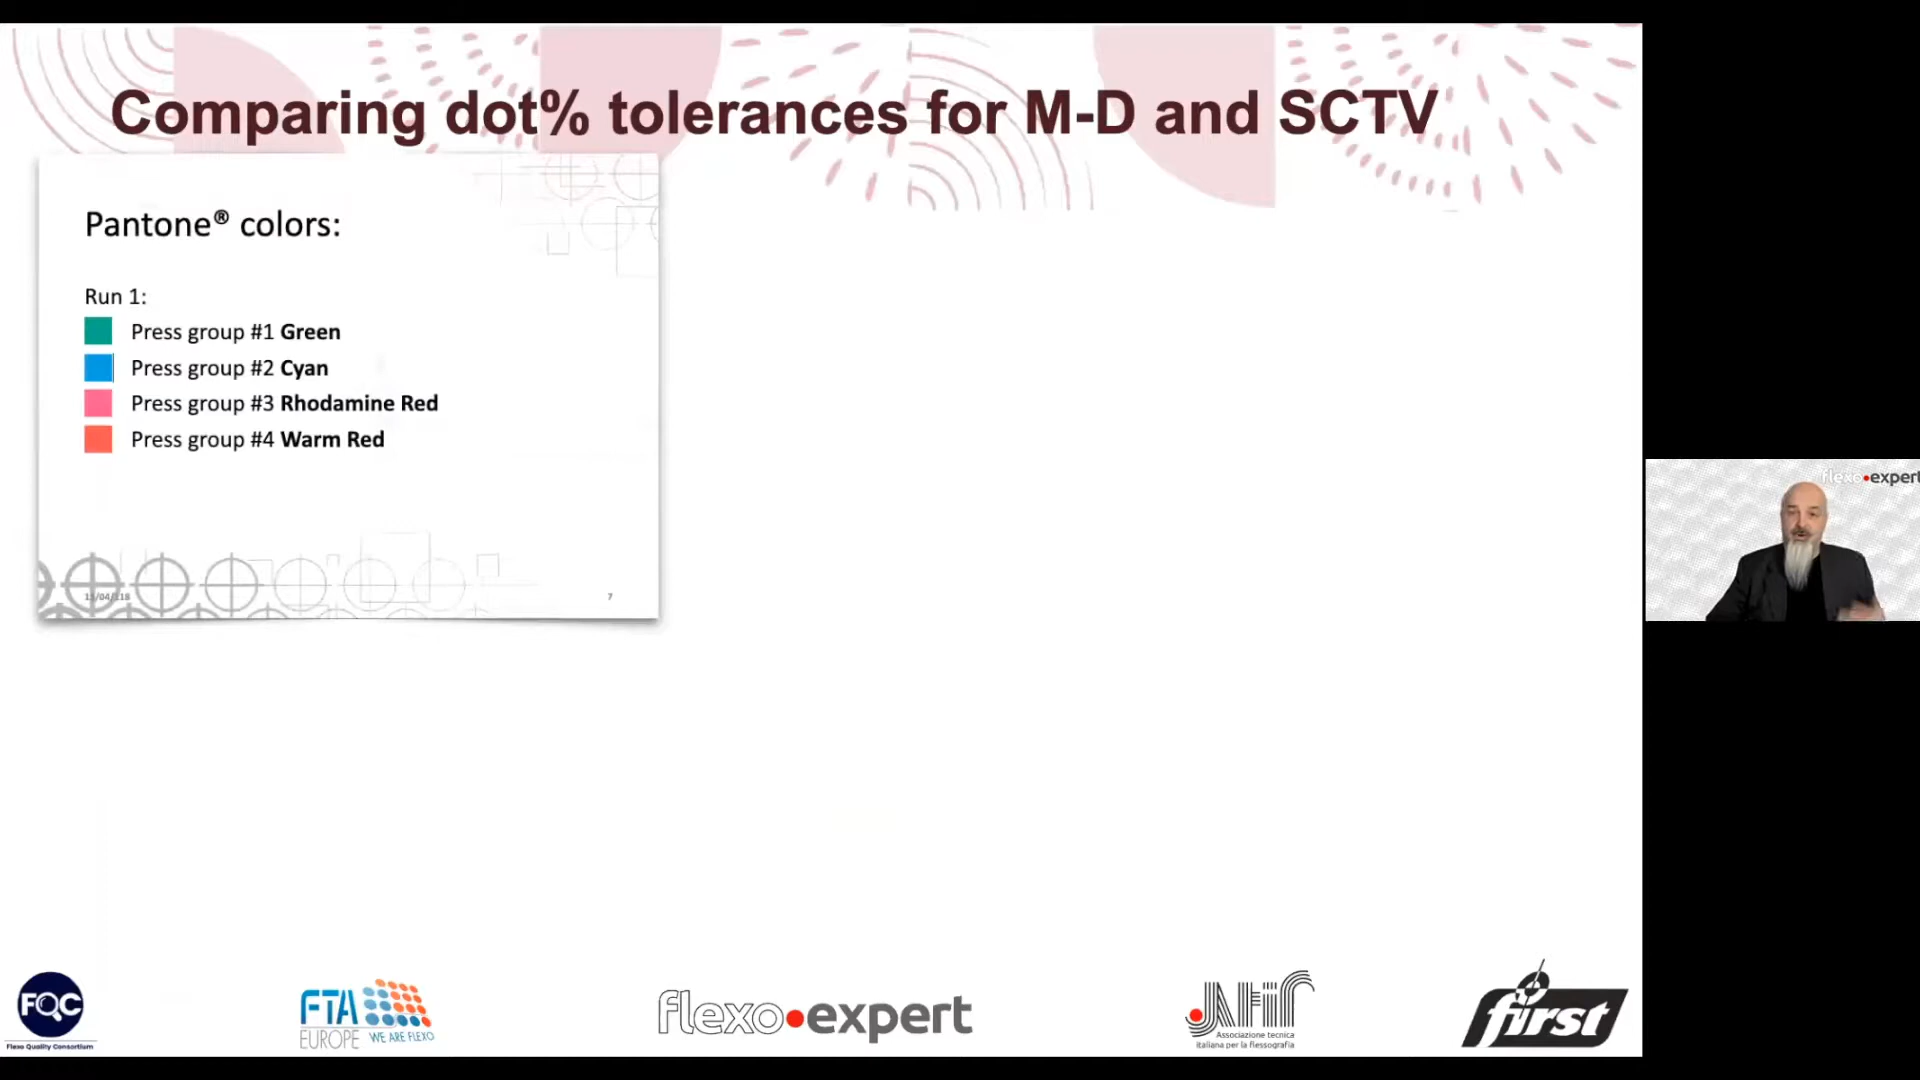 Comparing dot% tolerances for M-D and SCTV
Pantone® colors:
Run 1:
Press group #1 Green
Press group #2 Cyan
Press group #3 Rhodamine Red
Press group #4 Warm Red
7
flexo•expert
FQC
Flexo Quality Consortium
FTA
EUROPE WE ARE FLEXO
flexo•expert
Atif
Associazione tecnica
italiana per la flessografia
first